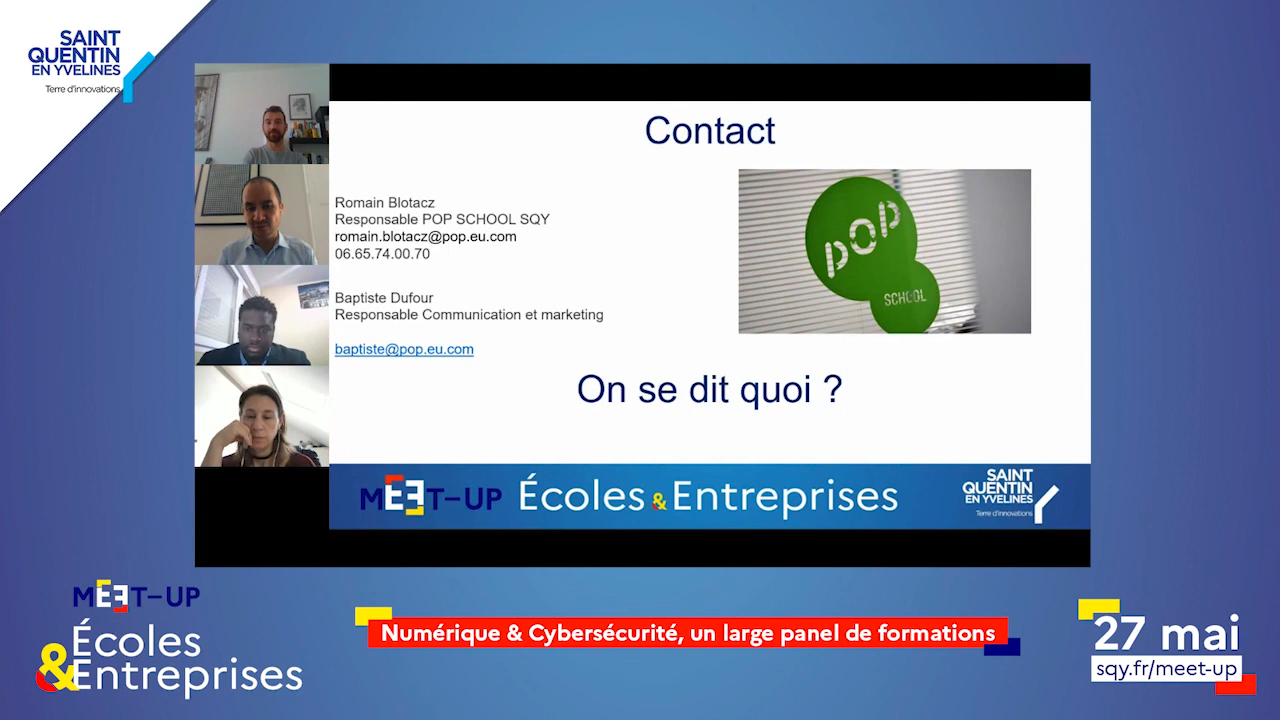 SAINT
QUENTIN
EN YVELINES
Terre d'innovations
Contact
Romain Blotacz
Responsable POP SCHOOL SQY
romain.blotacz@pop.eu.com
06.65.74.00.70
Baptiste Dufour
Responsable Communication et marketing
baptiste@pop.eu.com
POP
SCHOOL
On se dit quoi ?
MEET-UP Écoles & Entreprises
SAINT
QUENTIN
EN YVELINES
Terre d'innovations
MEET-UP
Écoles
&Entreprises
Numérique & Cybersécurité, un large panel de formations
27 mai
sqy.fr/meet-up